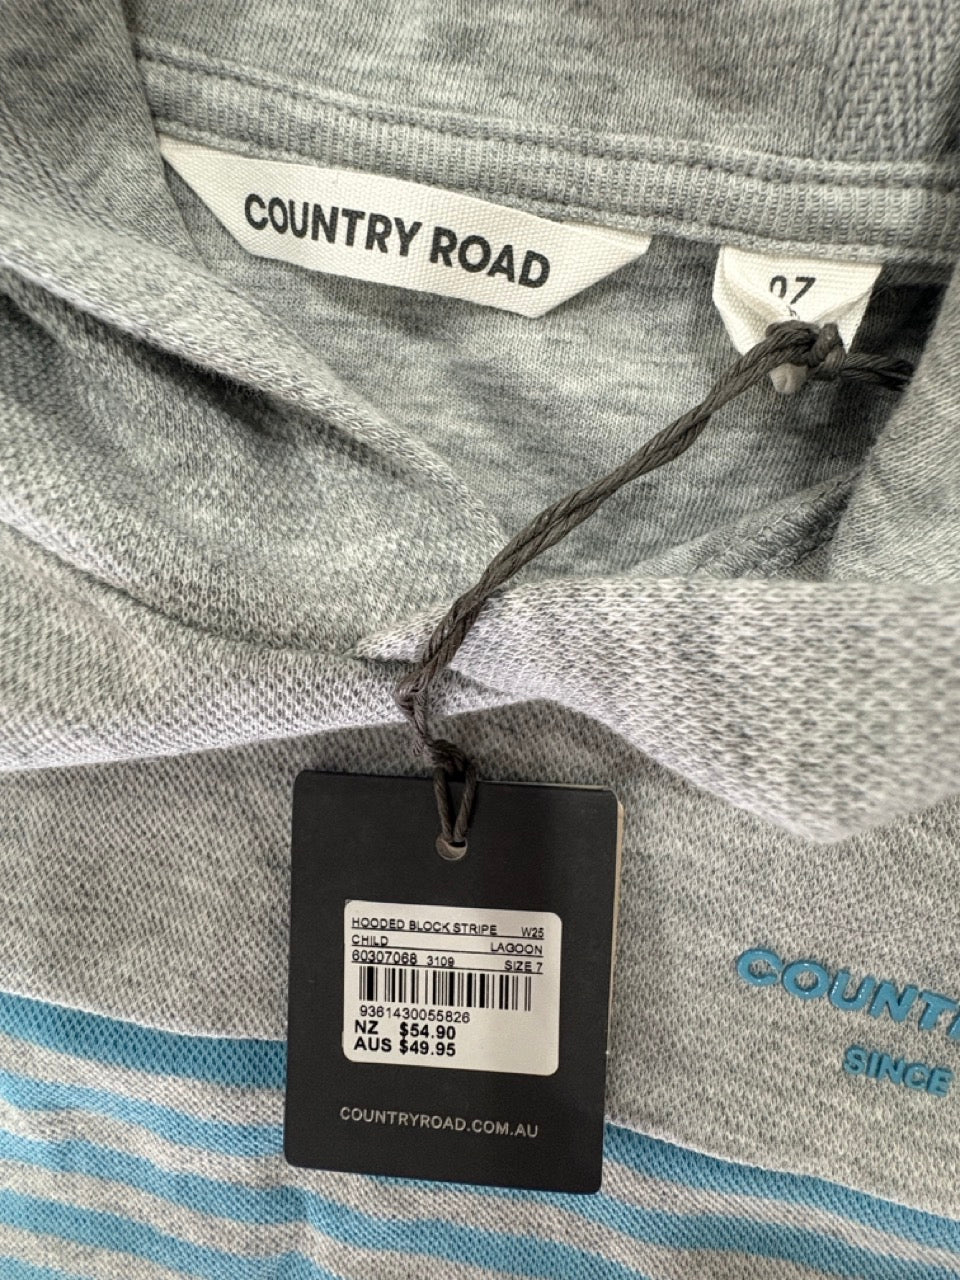 COUNTRY ROAD
07
HOODED BLOCK STRIPE W25
CHILD LAGOON
60307068 3109 SIZE 7
9361430055826
NZ $54.90
AUS $49.95
COUNTRYROAD.COM.AU
SINCE